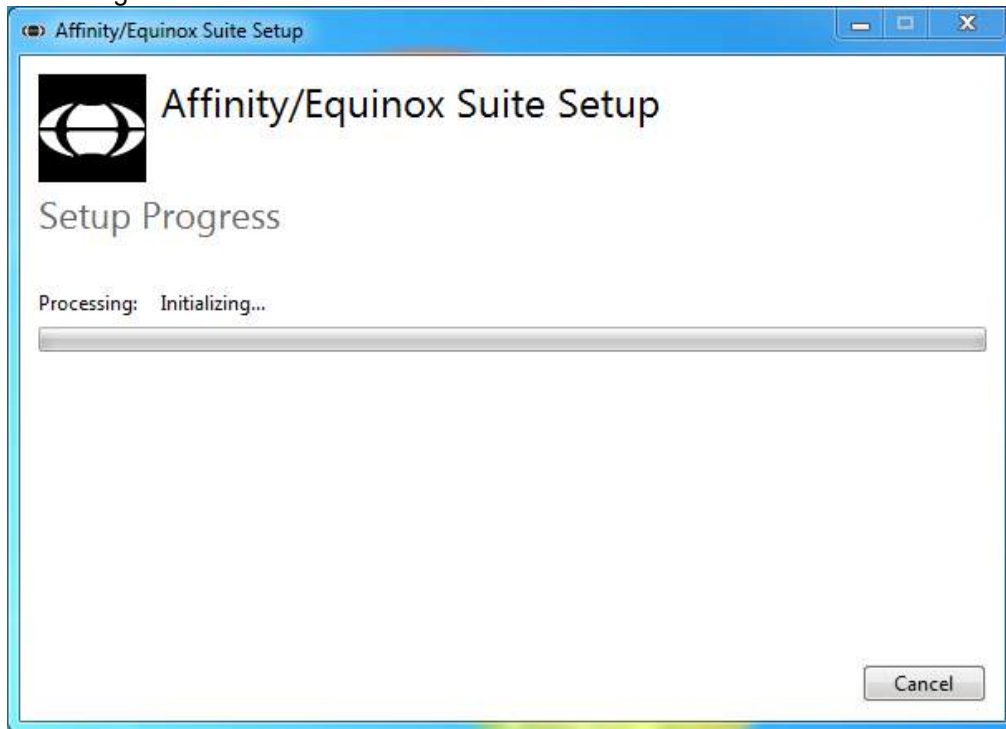 Affinity/Equinox Suite Setup
Affinity/Equinox Suite Setup
Setup Progress
Processing: Initializing...
Cancel